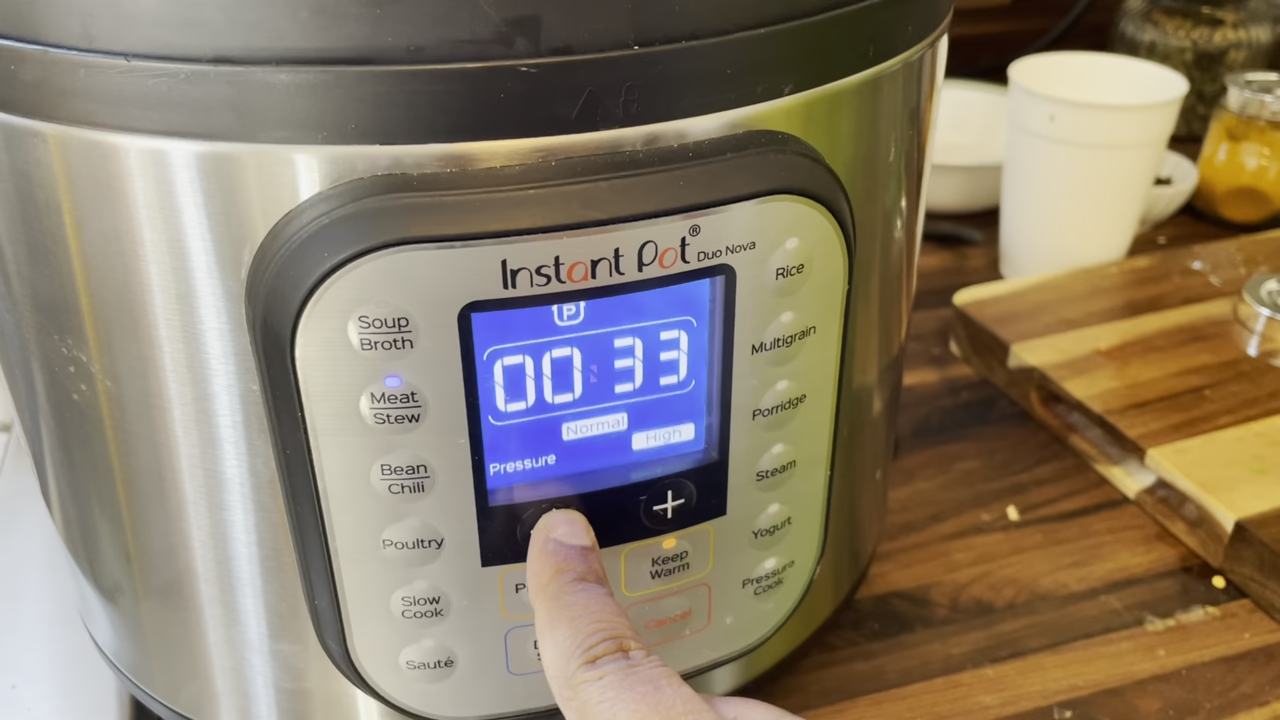 Instant Pot® Duo Nova
P
00:33
Normal
High
Pressure
+
Soup
Broth
Meat
Stew
Bean
Chili
Poultry
Slow
Cook
Sauté
Rice
Multigrain
Porridge
Steam
Yogurt
Pressure
Cook
Keep
Warm
Cancel